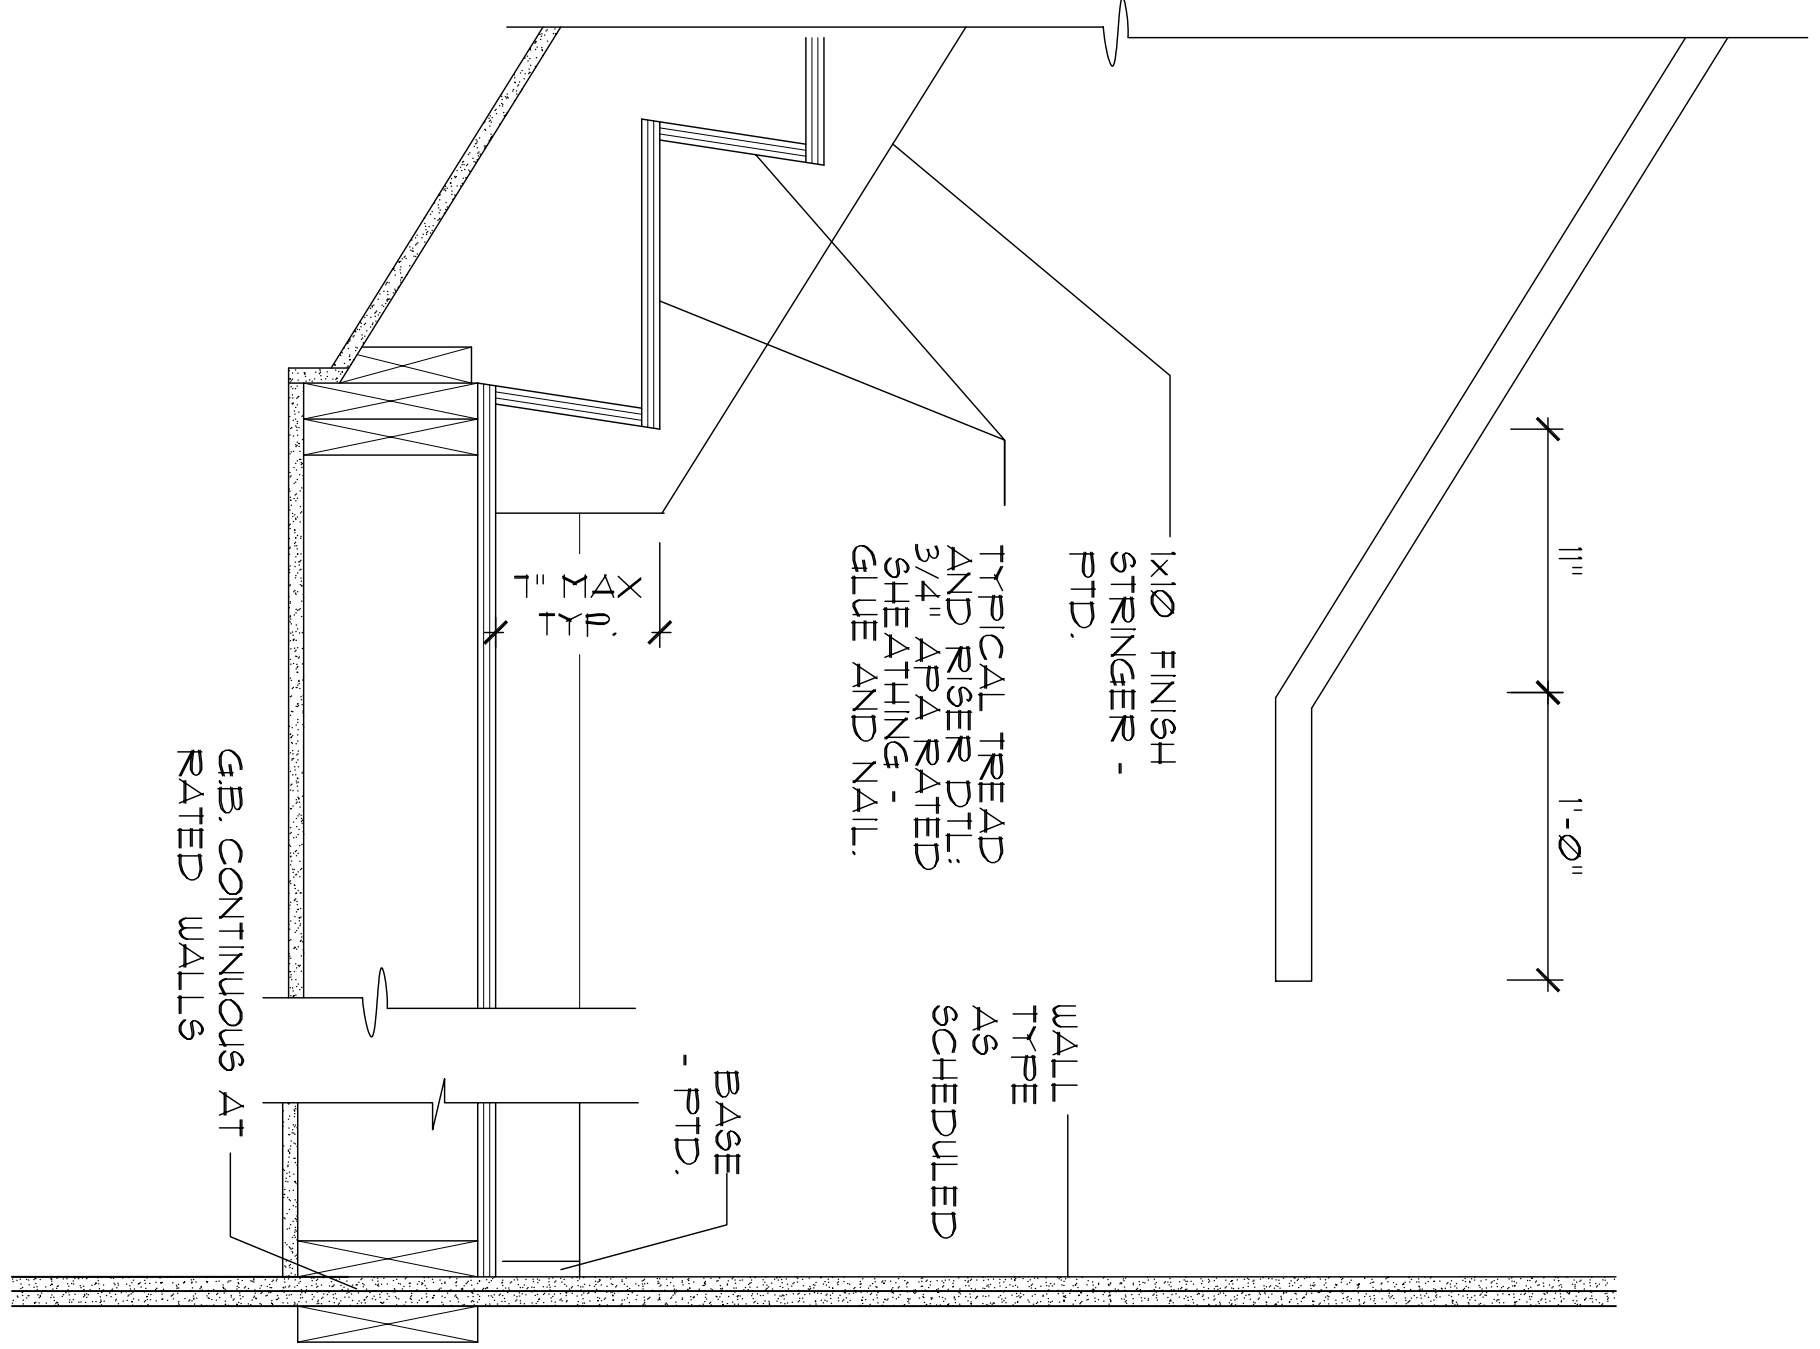 11"
1'-0"
1x10 FINISH
STRINGER -
PTD.
WALL
TYPE
AS
SCHEDULED
TYPICAL TREAD
AND RISER DTL:
3/4" APA RATED
SHEATHING -
GLUE AND NAIL.
BASE
- PTD.
7" MAX
TYP.
G.B. CONTINUOUS AT
RATED WALLS